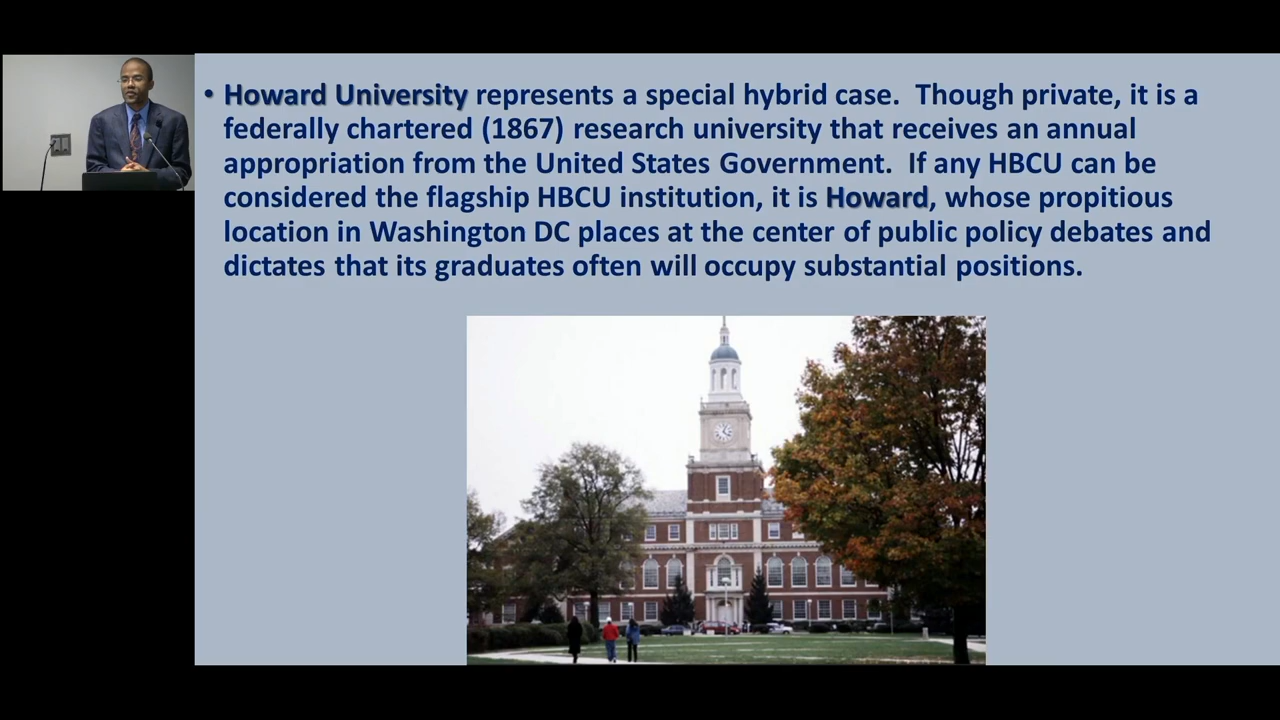 • Howard University represents a special hybrid case.  Though private, it is a
federally chartered (1867) research university that receives an annual
appropriation from the United States Government.  If any HBCU can be
considered the flagship HBCU institution, it is Howard, whose propitious
location in Washington DC places at the center of public policy debates and
dictates that its graduates often will occupy substantial positions.